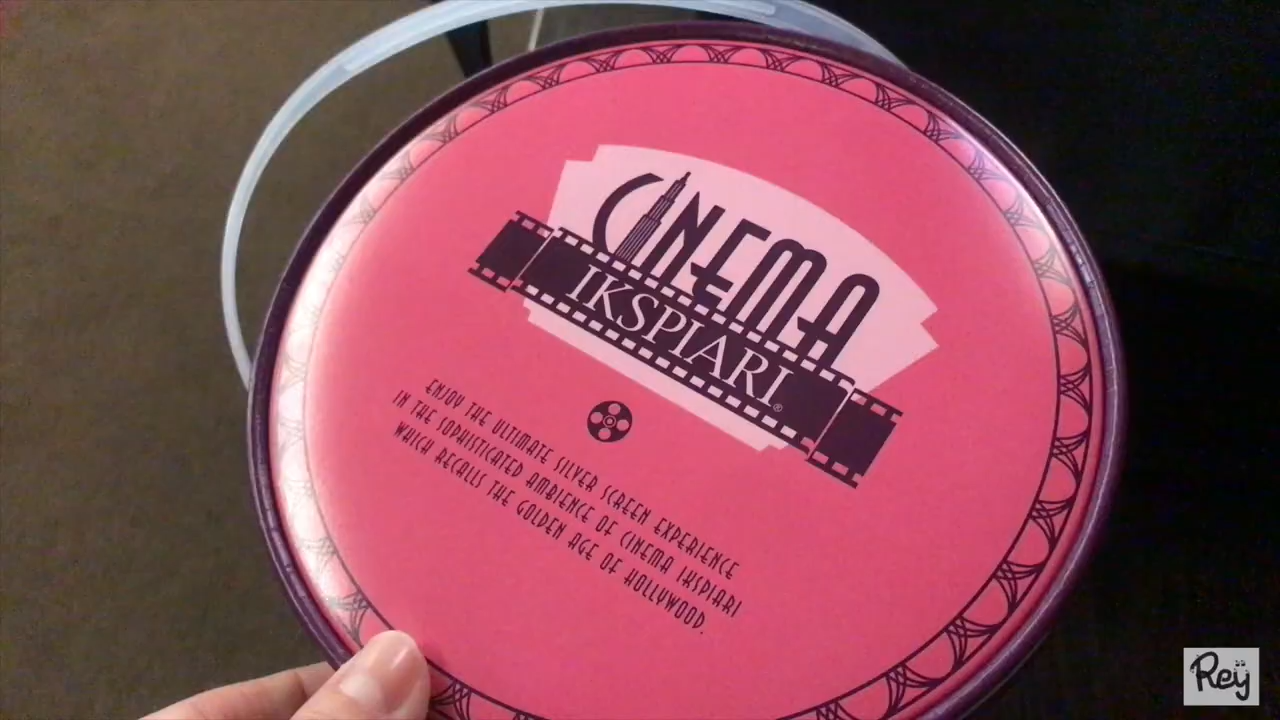 CINEMA
IKSPIARI®
ENJOY THE ULTIMATE SILVER SCREEN EXPERIENCE
IN THE SOPHISTICATED AMBIENCE OF CINEMA IKSPIARI
WHICH RECALLS THE GOLDEN AGE OF HOLLYWOOD.
Rey